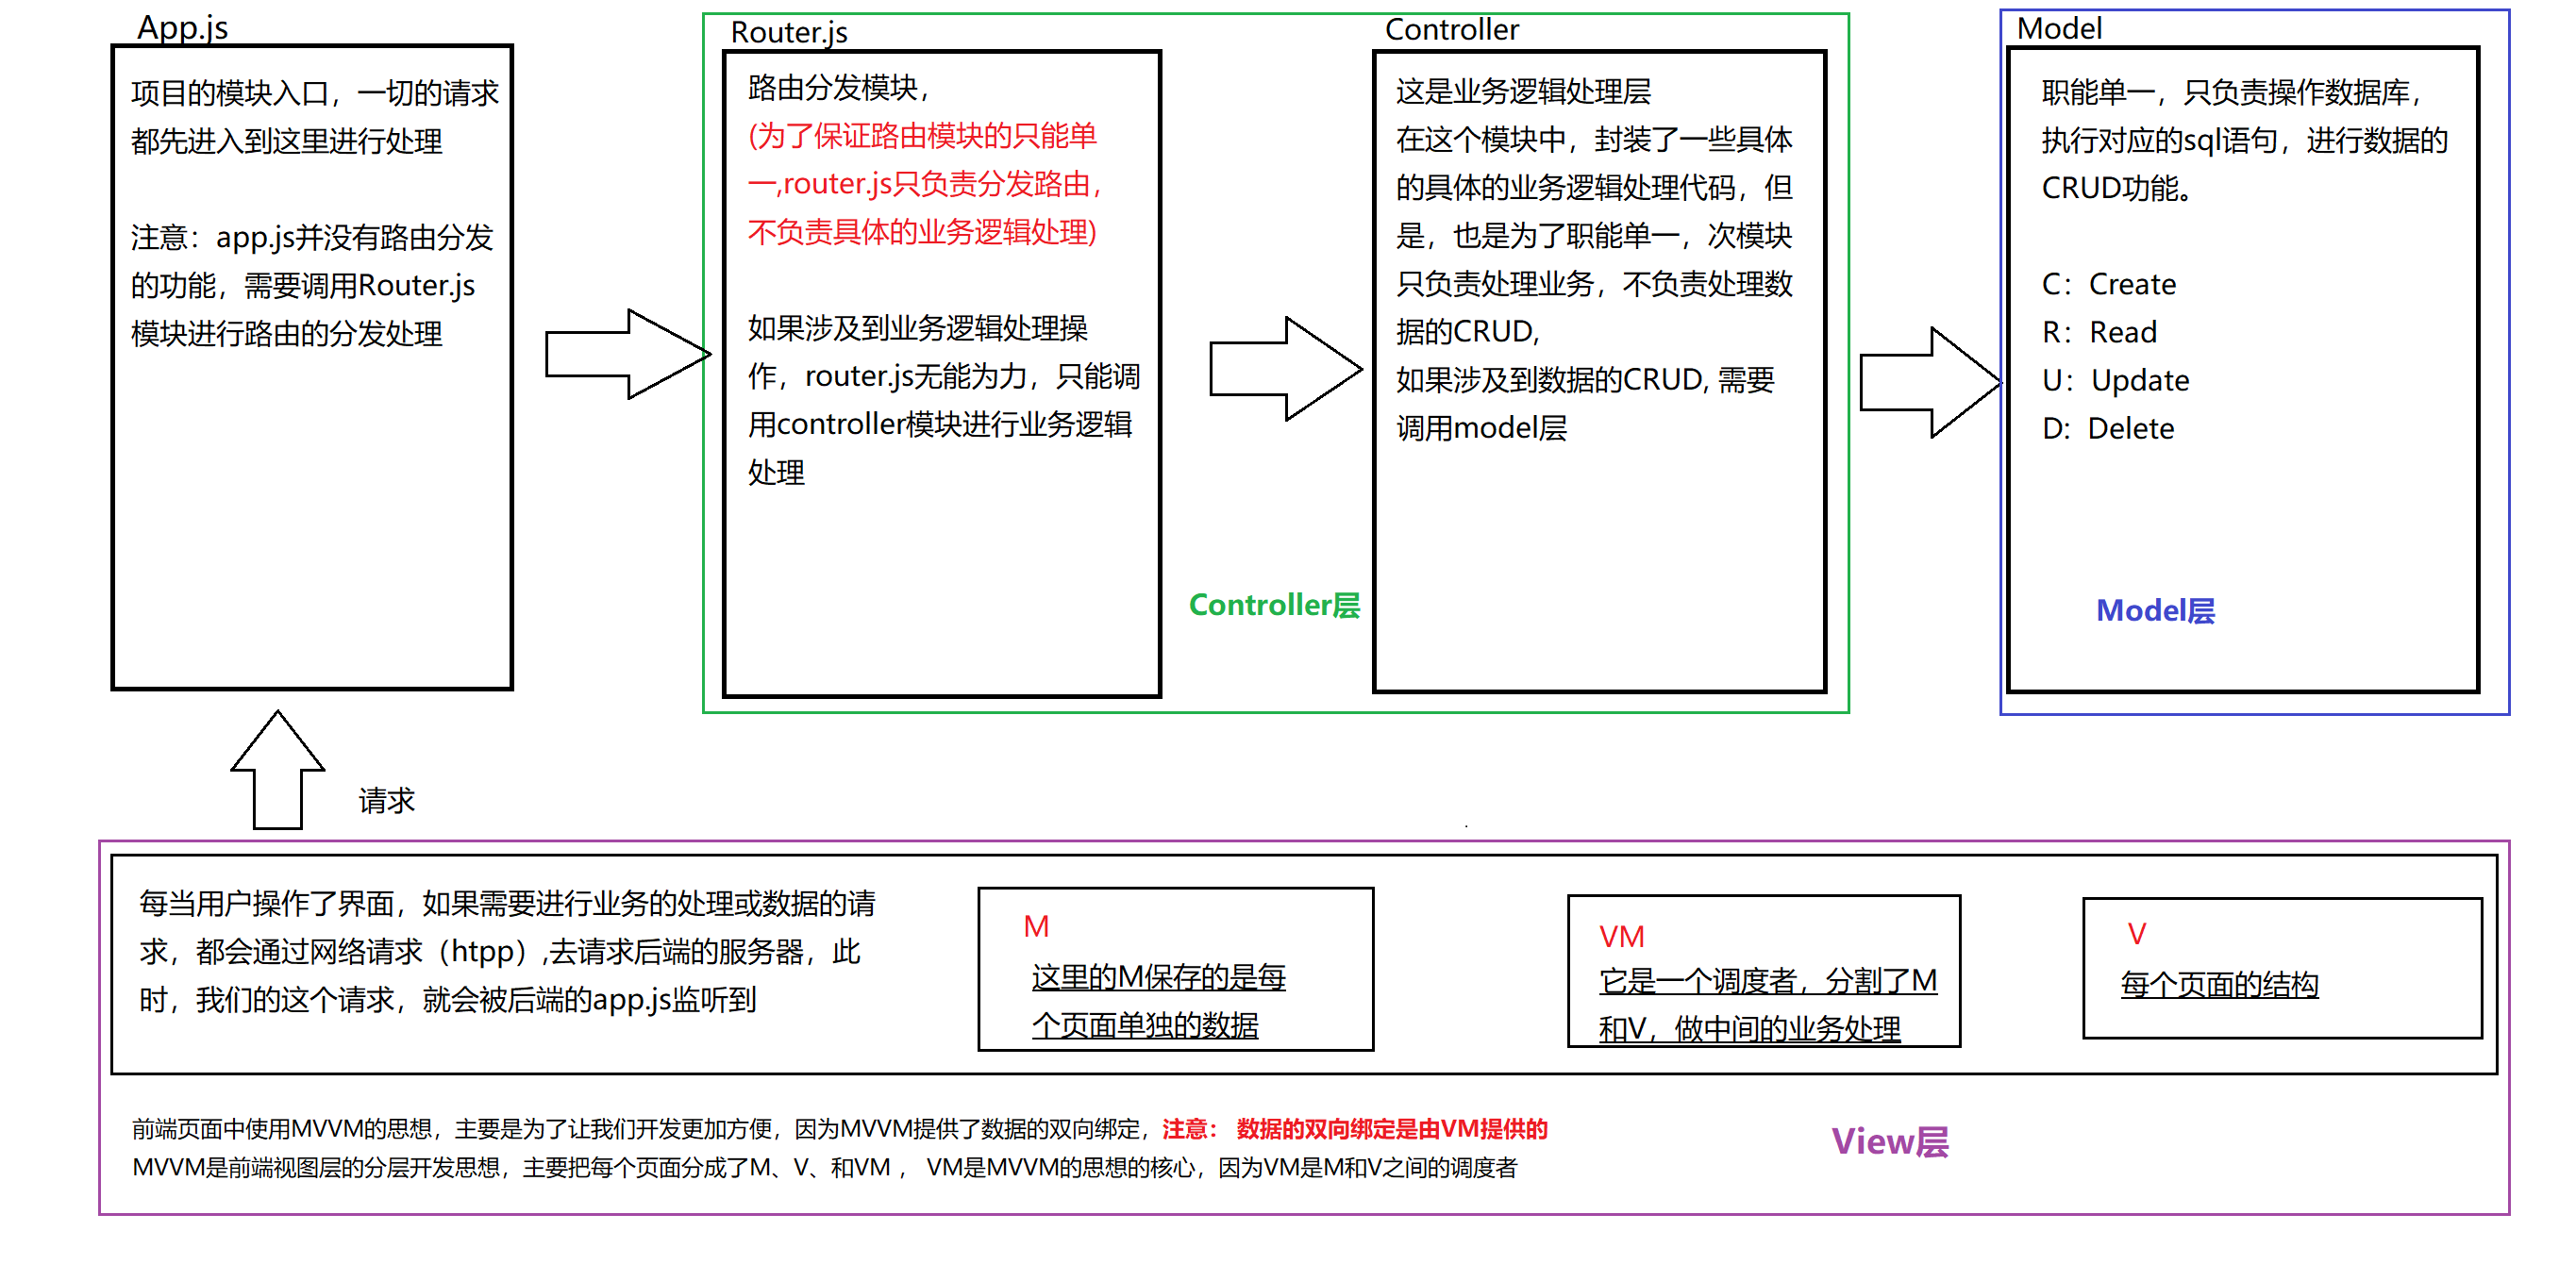 App.js
项目的模块入口，一切的请求
都先进入到这里进行处理
注意：app.js并没有路由分发
的功能，需要调用Router.js
模块进行路由的分发处理
Router.js
路由分发模块，
(为了保证路由模块的只能单
一,router.js只负责分发路由，
不负责具体的业务逻辑处理)
如果涉及到业务逻辑处理操
作，router.js无能为力，只能调
用controller模块进行业务逻辑
处理
Controller层
Controller
这是业务逻辑处理层
在这个模块中，封装了一些具体
的具体的业务逻辑处理代码，但
是，也是为了职能单一，次模块
只负责处理业务，不负责处理数
据的CRUD,
如果涉及到数据的CRUD, 需要
调用model层
Model
职能单一，只负责操作数据库，
执行对应的sql语句，进行数据的
CRUD功能。
C：Create
R：Read
U：Update
D:  Delete
Model层
请求
每当用户操作了界面，如果需要进行业务的处理或数据的请
求，都会通过网络请求（htpp）,去请求后端的服务器，此
时，我们的这个请求，就会被后端的app.js监听到
M
这里的M保存的是每
个页面单独的数据
VM
它是一个调度者，分割了M
和V，做中间的业务处理
V
每个页面的结构
前端页面中使用MVVM的思想，主要是为了让我们开发更加方便，因为MVVM提供了数据的双向绑定，注意： 数据的双向绑定是由VM提供的
MVVM是前端视图层的分层开发思想，主要把每个页面分成了M、V、和VM ， VM是MVVM的思想的核心，因为VM是M和V之间的调度者
View层